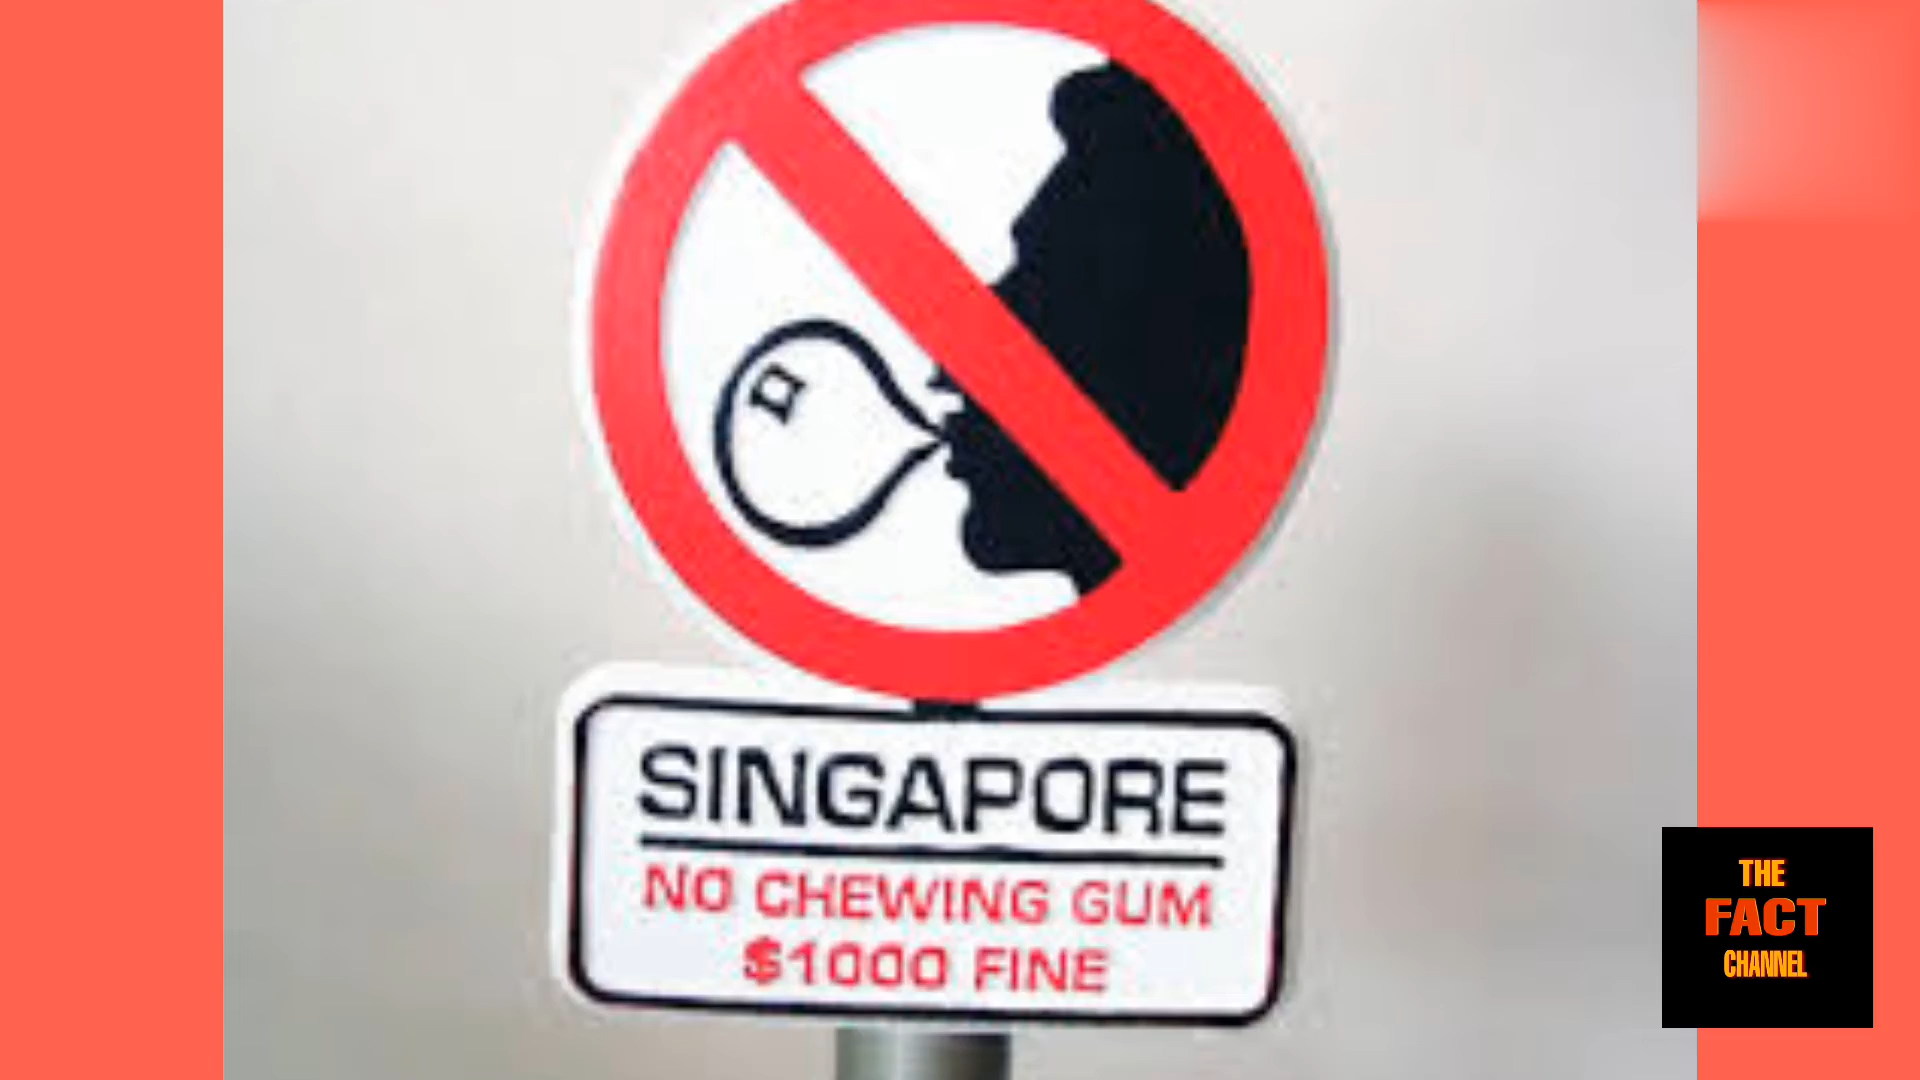 SINGAPORE
NO CHEWING GUM
$1000 FINE
THE
FACT
CHANNEL